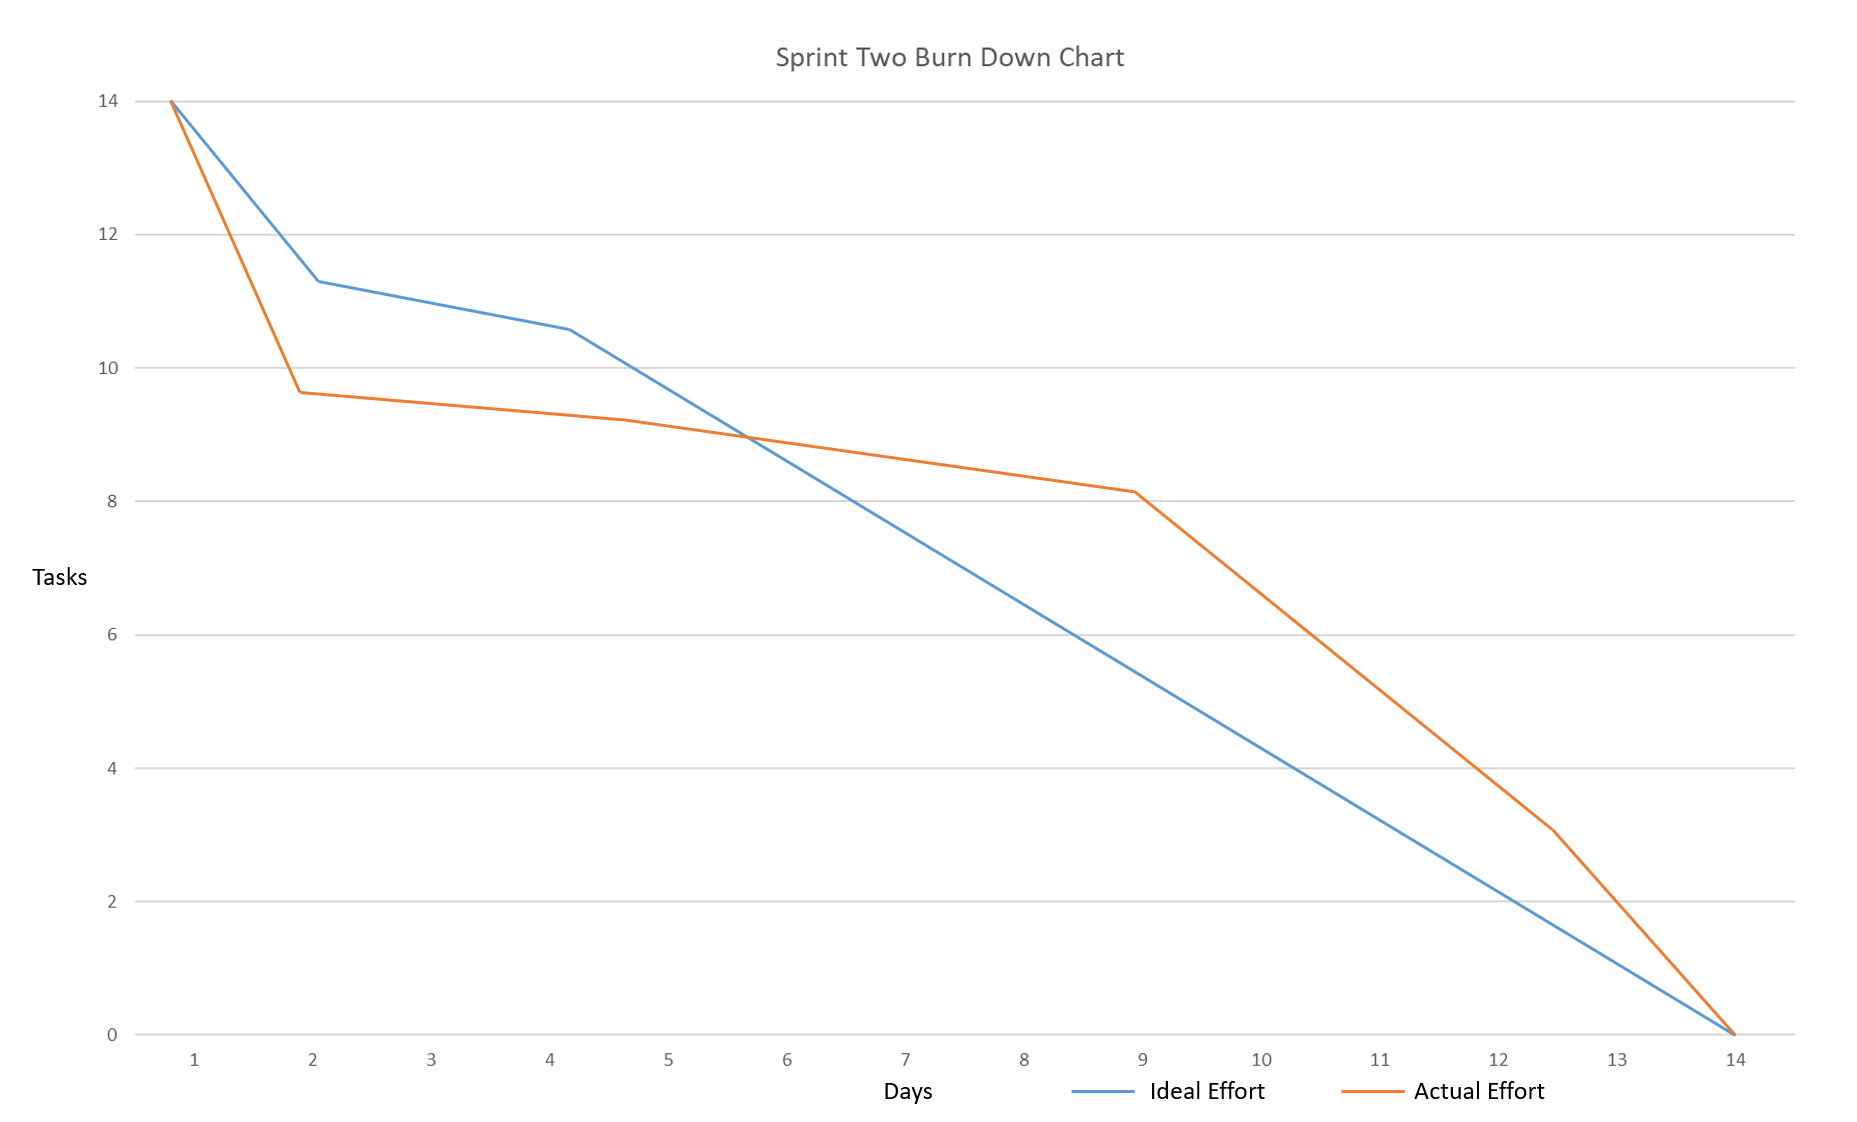 Sprint Two Burn Down Chart
14
12
10
8
Tasks
6
4
2
0
1 2 3 4 5 6 7 8 9 10 11 12 13 14
Days Ideal Effort Actual Effort